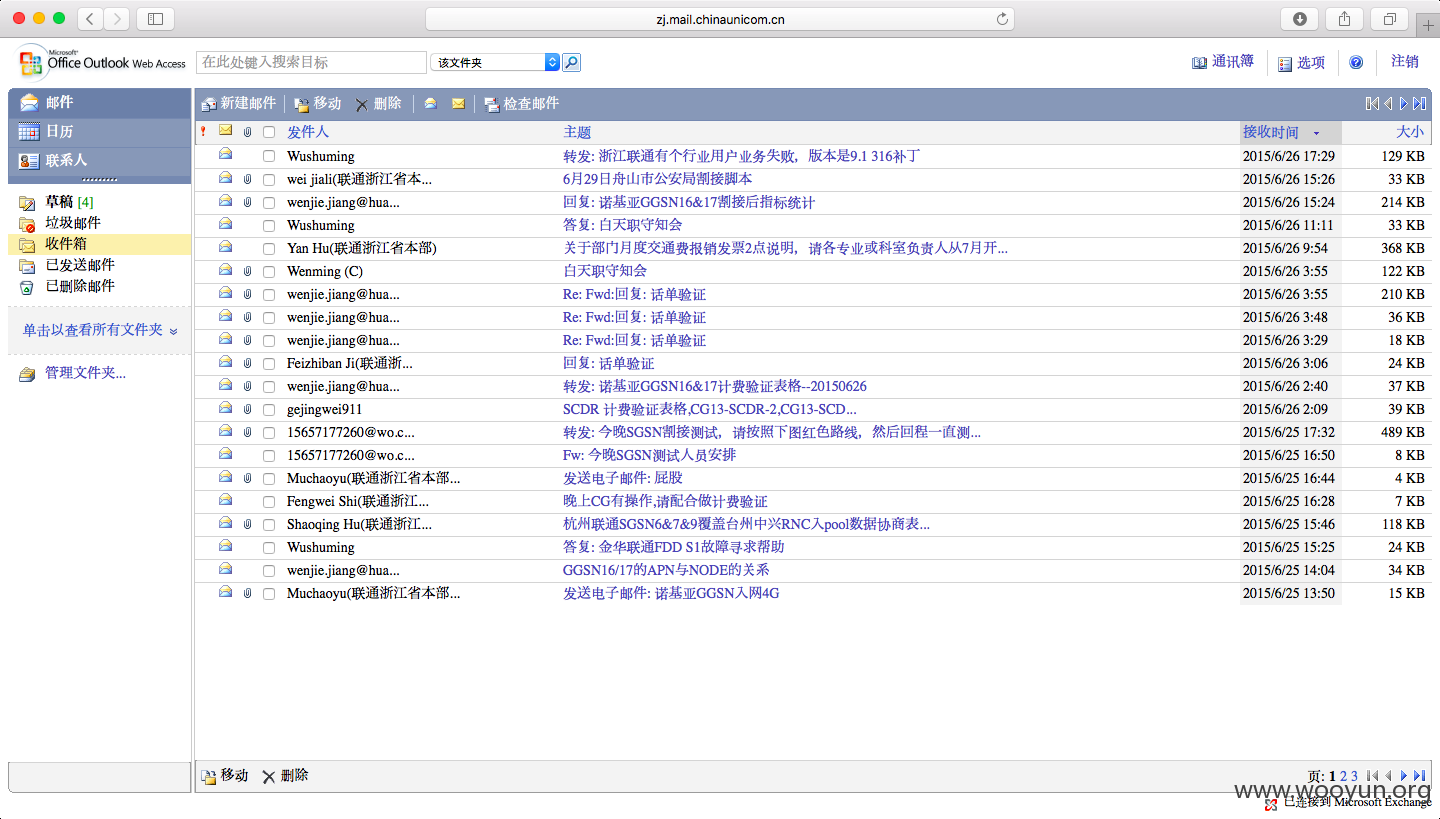 zj.mail.chinaunicom.cn
Microsoft®
Office Outlook Web Access
在此处键入搜索目标
该文件夹
通讯簿
选项
注销
邮件
日历
联系人
草稿 [4]
垃圾邮件
收件箱
已发送邮件
已删除邮件
单击以查看所有文件夹
管理文件夹...
新建邮件 移动 删除 检查邮件
发件人 主题 接收时间 大小
Wushuming 转发: 浙江联通有个行业用户业务失败，版本是9.1 316补丁 2015/6/26 17:29 129 KB
wei jiali(联通浙江省本... 6月29日舟山市公安局割接脚本 2015/6/26 15:26 33 KB
wenjie.jiang@hua... 回复: 诺基亚GGSN16&17割接后指标统计 2015/6/26 15:24 214 KB
Wushuming 答复: 白天职守知会 2015/6/26 11:11 33 KB
Yan Hu(联通浙江省本部) 关于部门月度交通费报销发票2点说明，请各专业或科室负责人从7月开... 2015/6/26 9:54 368 KB
Wenming (C) 白天职守知会 2015/6/26 3:55 122 KB
wenjie.jiang@hua... Re: Fwd:回复: 话单验证 2015/6/26 3:55 210 KB
wenjie.jiang@hua... Re: Fwd:回复: 话单验证 2015/6/26 3:48 36 KB
wenjie.jiang@hua... Re: Fwd:回复: 话单验证 2015/6/26 3:29 18 KB
Feizhiban Ji(联通浙... 回复: 话单验证 2015/6/26 3:06 24 KB
wenjie.jiang@hua... 转发: 诺基亚GGSN16&17计费验证表格--20150626 2015/6/26 2:40 37 KB
gejingwei911 SCDR 计费验证表格,CG13-SCDR-2,CG13-SCD... 2015/6/26 2:09 39 KB
15657177260@wo.c... 转发: 今晚SGSN割接测试，请按照下图红色路线，然后回程一直测... 2015/6/25 17:32 489 KB
15657177260@wo.c... Fw: 今晚SGSN测试人员安排 2015/6/25 16:50 8 KB
Muchaoyu(联通浙江省本部... 发送电子邮件: 屁股 2015/6/25 16:44 4 KB
Fengwei Shi(联通浙江... 晚上CG有操作,请配合做计费验证 2015/6/25 16:28 7 KB
Shaoqing Hu(联通浙江... 杭州联通SGSN6&7&9覆盖台州中兴RNC入pool数据协商表... 2015/6/25 15:46 118 KB
Wushuming 答复: 金华联通FDD S1故障寻求帮助 2015/6/25 15:25 24 KB
wenjie.jiang@hua... GGSN16/17的APN与NODE的关系 2015/6/25 14:04 34 KB
Muchaoyu(联通浙江省本部... 发送电子邮件: 诺基亚GGSN入网4G 2015/6/25 13:50 15 KB
移动 删除 页: 1 2 3
www.wooyun.org
已连接到 Microsoft Exchange